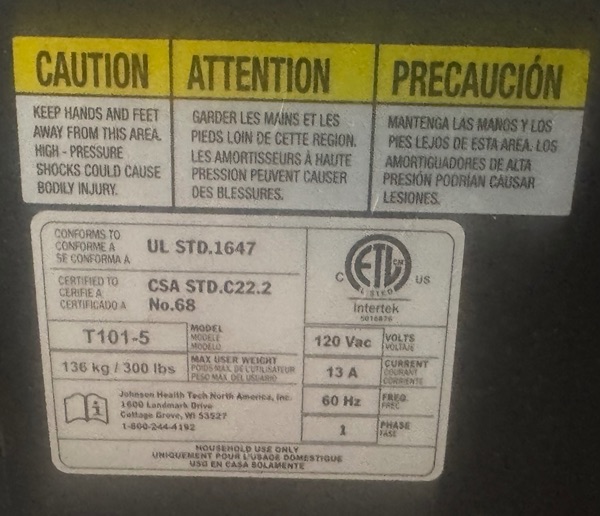 CAUTION
KEEP HANDS AND FEET
AWAY FROM THIS AREA.
HIGH - PRESSURE
SHOCKS COULD CAUSE
BODILY INJURY.
ATTENTION
GARDER LES MAINS ET LES
PIEDS LOIN DE CETTE REGION.
LES AMORTISSEURS À HAUTE
PRESSION PEUVENT CAUSER
DES BLESSURES.
PRECAUCIÓN
MANTENGA LAS MANOS Y LOS
PIES LEJOS DE ESTA AREA. LOS
AMORTIGUADORES DE ALTA
PRESIÓN PODRÍAN CAUSAR
LESIONES.
CONFORMS TO
CONFORME A
SE CONFORMA A
UL STD.1647
CERTIFIED TO
CERIFIE A
CERTIFICADO A
CSA STD.C22.2
No.68
T101-5
MODEL
MODELE
MODELO
136 kg / 300 lbs
MAX USER WEIGHT
POIDS MAX. DE L'UTILISATEUR
PESO MAX DEL USUARIO
Johnson Health Tech North America, Inc.
1600 Landmark Drive
Cottage Grove, WI 53527
1-800-244-4192
C ETL CM US
LISTED
Intertek
120 Vac
VOLTS
VOLTAJE
13 A
CURRENT
COURANT
CORRIENTE
60 Hz
FREQ.
FREC
1
PHASE
FASE
HOUSEHOLD USE ONLY
UNIQUEMENT POUR L'USAGE DOMESTIQUE
USO EN CASA SOLAMENTE